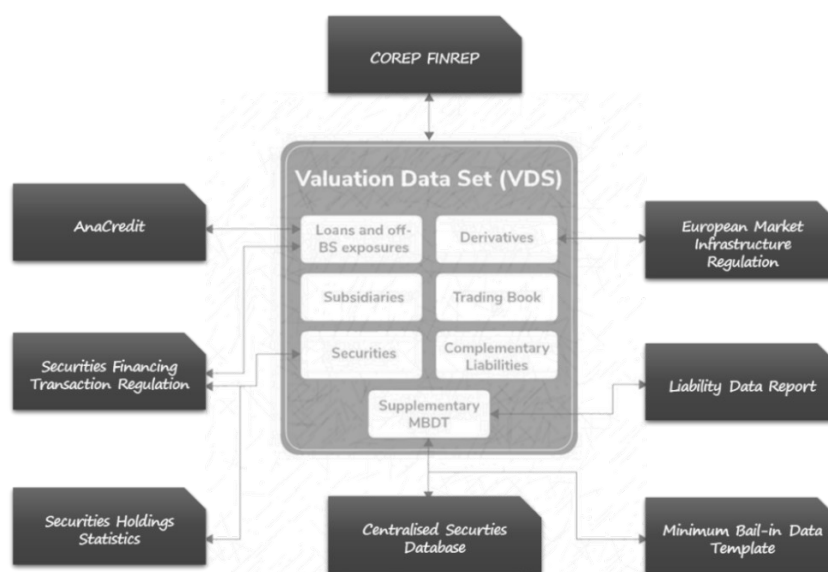 COREP FINREP
Valuation Data Set (VDS)
AnaCredit
Loans and off-
BS exposures
Derivatives
European Market
Infrastructure
Regulation
Subsidiaries
Trading Book
Securities Financing
Transaction Regulation
Securities
Complementary
Liabilities
Liability Data Report
Supplementary
MBDT
Securities Holdings
Statistics
Centralised Securties
Database
Minimum Bail-in Data
Template